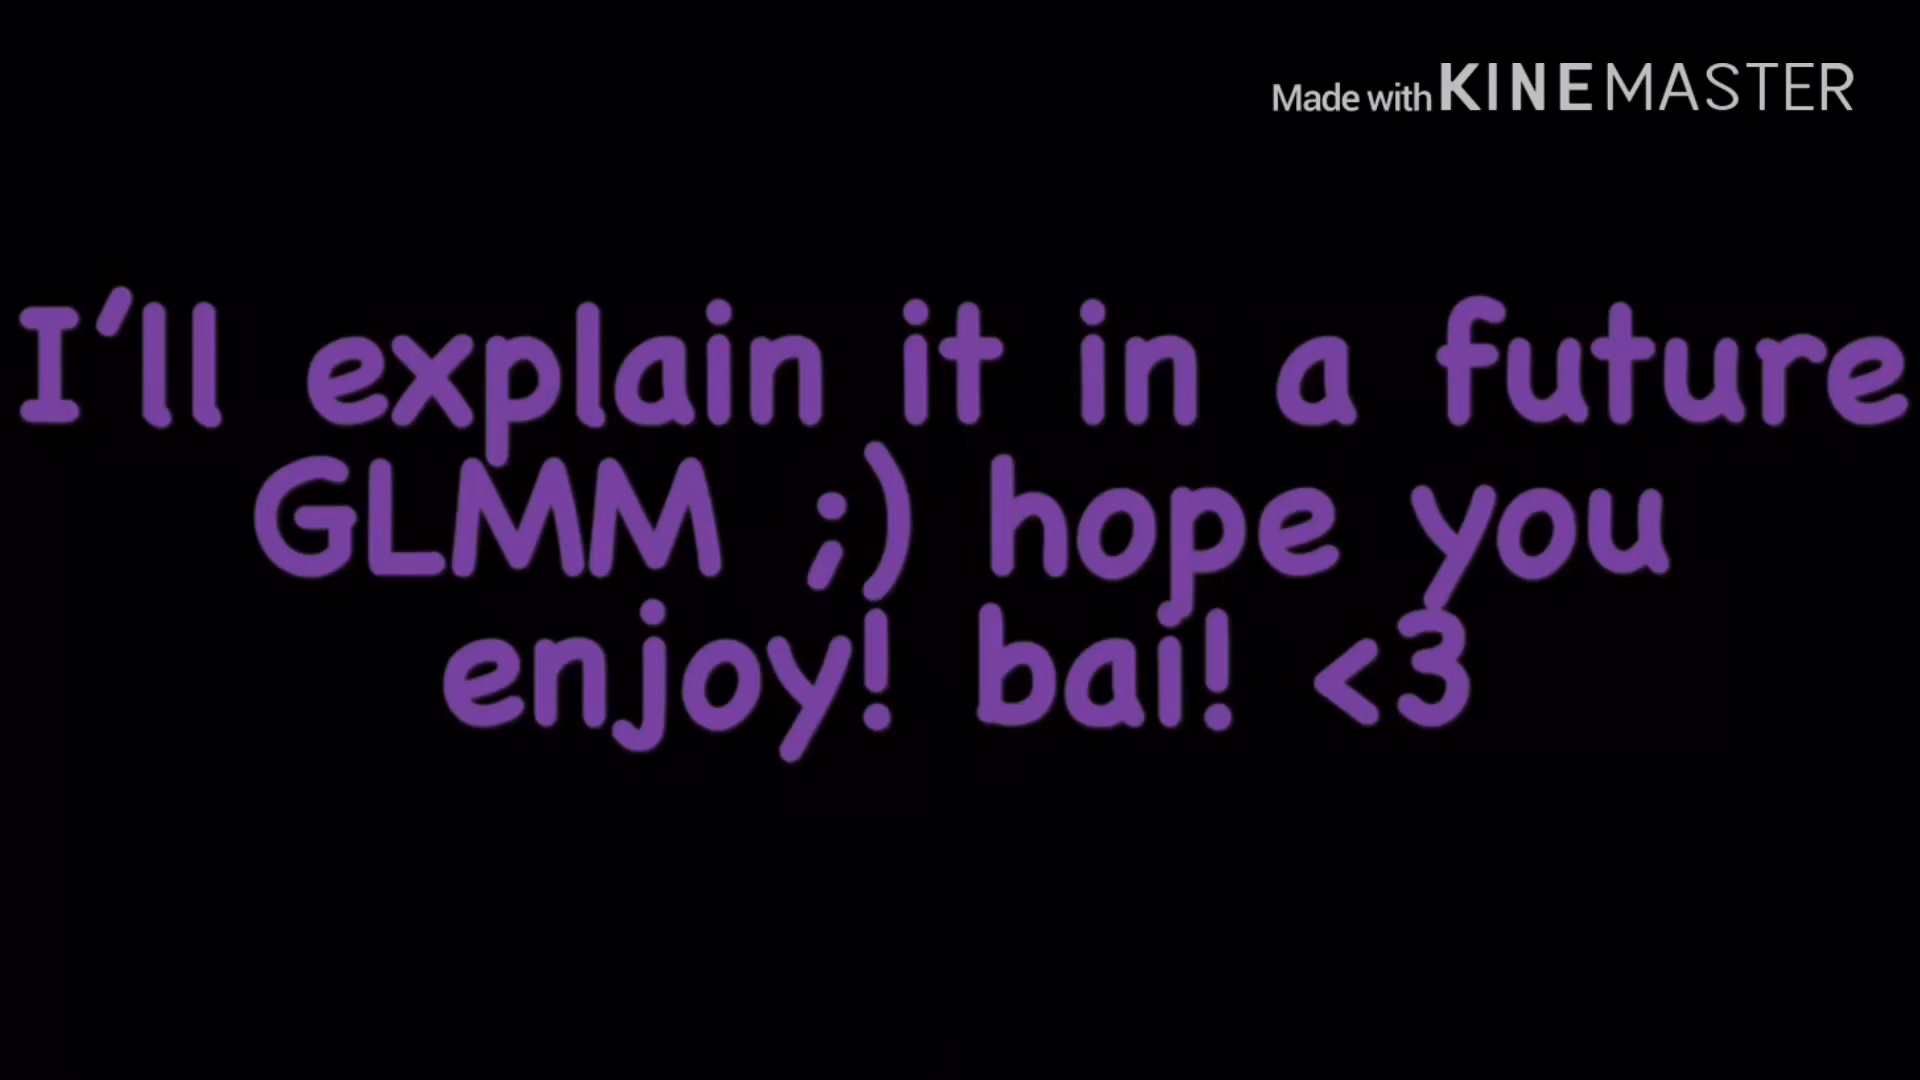 Made with KINEMASTER
I'll explain it in a future
GLMM ;) hope you
enjoy! bai! <3